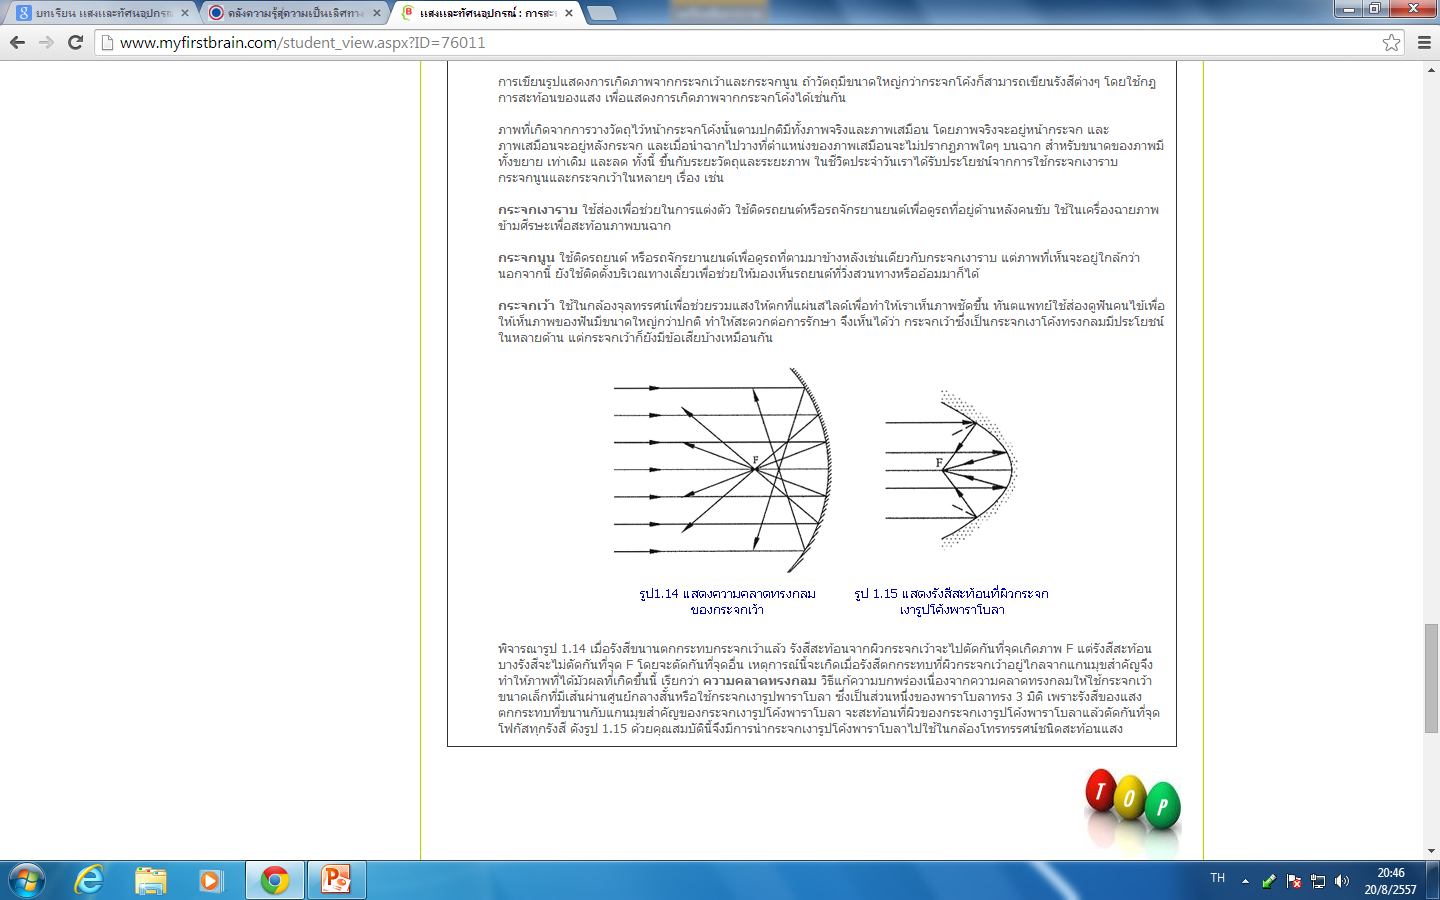 บทเรียน แสงและทัศนอุปกรณ์
คลังความรู้สู่ความเป็นเลิศทาง
แสงและทัศนอุปกรณ์ : การสะ
www.myfirstbrain.com/student_view.aspx?ID=76011
การเขียนรูปแสดงการเกิดภาพจากกระจกเว้าและกระจกนูน ถ้าวัตถุมีขนาดใหญ่กว่ากระจกโค้งก็สามารถเขียนรังสีต่างๆ โดยใช้กฎ
การสะท้อนของแสง เพื่อแสดงการเกิดภาพจากกระจกโค้งได้เช่นกัน
ภาพที่เกิดจากการวางวัตถุไว้หน้ากระจกโค้งนั้นตามปกติมีทั้งภาพจริงและภาพเสมือน โดยภาพจริงจะอยู่หน้ากระจก และ
ภาพเสมือนจะอยู่หลังกระจก และเมื่อนำฉากไปวางที่ตำแหน่งของภาพเสมือนจะไม่ปรากฏภาพใดๆ บนฉาก สำหรับขนาดของภาพมี
ทั้งขยาย เท่าเดิม และลด ทั้งนี้ ขึ้นกับระยะวัตถุและระยะภาพ ในชีวิตประจำวันเราได้รับประโยชน์จากการใช้กระจกเงาราบ
กระจกนูนและกระจกเว้าในหลายๆ เรื่อง เช่น
กระจกเงาราบ ใช้ส่องเพื่อช่วยในการแต่งตัว ใช้ติดรถยนต์หรือรถจักรยานยนต์เพื่อดูรถที่อยู่ด้านหลังคนขับ ใช้ในเครื่องฉายภาพ
ข้ามศีรษะเพื่อสะท้อนภาพบนฉาก
กระจกนูน ใช้ติดรถยนต์ หรือรถจักรยานยนต์เพื่อดูรถที่ตามมาข้างหลังเช่นเดียวกับกระจกเงาราบ แต่ภาพที่เห็นจะอยู่ใกล้กว่า
นอกจากนี้ ยังใช้ติดตั้งบริเวณทางเลี้ยวเพื่อช่วยให้มองเห็นรถยนต์ที่วิ่งสวนทางหรืออ้อมมาก็ได้
กระจกเว้า ใช้ในกล้องจุลทรรศน์เพื่อช่วยรวมแสงให้ตกที่แผ่นสไลด์เพื่อทำให้เราเห็นภาพชัดขึ้น ทันตแพทย์ใช้ส่องดูฟันคนไข้เพื่อ
ให้เห็นภาพของฟันมีขนาดใหญ่กว่าปกติ ทำให้สะดวกต่อการรักษา จึงเห็นได้ว่า กระจกเว้าซึ่งเป็นกระจกเงาโค้งทรงกลมมีประโยชน์
ในหลายด้าน แต่กระจกเว้าก็ยังมีข้อเสียบ้างเหมือนกัน
F
F
รูป1.14 แสดงความคลาดทรงกลม
ของกระจกเว้า
รูป 1.15 แสดงรังสีสะท้อนที่ผิวกระจก
เงารูปโค้งพาราโบลา
พิจารณารูป 1.14 เมื่อรังสีขนานตกกระทบกระจกเว้าแล้ว รังสีสะท้อนจากผิวกระจกเว้าจะไปตัดกันที่จุดเกิดภาพ F แต่รังสีสะท้อน
บางรังสีจะไม่ตัดกันที่จุด F โดยจะตัดกันที่จุดอื่น เหตุการณ์นี้จะเกิดเมื่อรังสีตกกระทบที่ผิวกระจกเว้าอยู่ไกลจากแกนมุขสำคัญจึง
ทำให้ภาพที่ได้มัวผลที่เกิดขึ้นนี้ เรียกว่า ความคลาดทรงกลม วิธีแก้ความบกพร่องเนื่องจากความคลาดทรงกลมให้ใช้กระจกเว้า
ขนาดเล็กที่มีเส้นผ่านศูนย์กลางสั้นหรือใช้กระจกเงารูปพาราโบลา ซึ่งเป็นส่วนหนึ่งของพาราโบลาทรง 3 มิติ เพราะรังสีของแสง
ตกกระทบที่ขนานกับแกนมุขสำคัญของกระจกเงารูปโค้งพาราโบลา จะสะท้อนที่ผิวของกระจกเงารูปโค้งพาราโบลาแล้วตัดกันที่จุด
โฟกัสทุกรังสี ดังรูป 1.15 ด้วยคุณสมบัตินี้จึงมีการนำกระจกเงารูปโค้งพาราโบลาไปใช้ในกล้องโทรทรรศน์ชนิดสะท้อนแสง
TOP
TH
20:46
20/8/2557